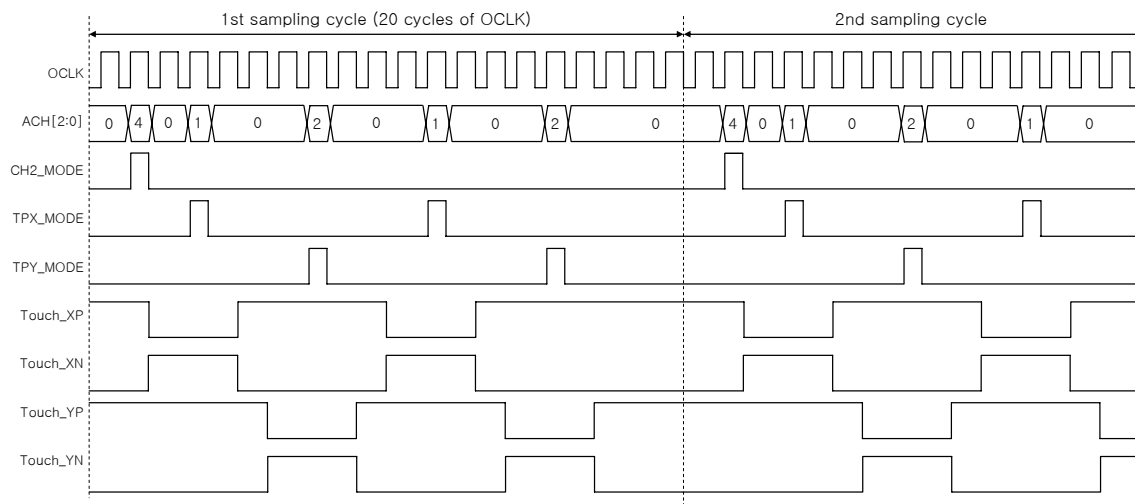 1st sampling cycle (20 cycles of OCLK) 2nd sampling cycle
OCLK
ACH[2:0] 0 4 0 1 0 2 0 1 0 2 0 4 0 1 0 2 0 1 0
CH2_MODE
TPX_MODE
TPY_MODE
Touch_XP
Touch_XN
Touch_YP
Touch_YN